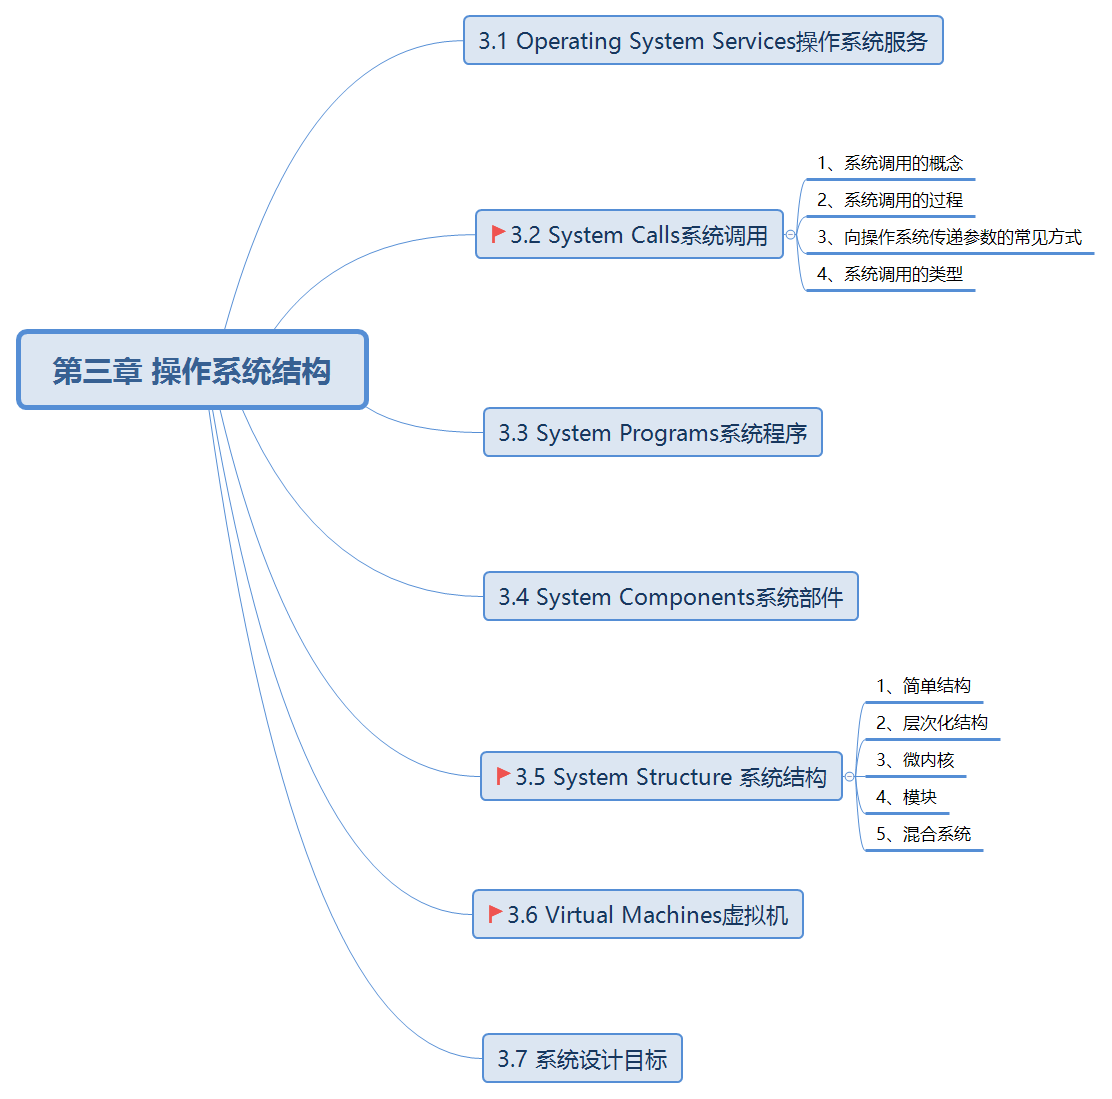 第三章 操作系统结构
3.1 Operating System Services操作系统服务
3.2 System Calls系统调用
1、系统调用的概念
2、系统调用的过程
3、向操作系统传递参数的常见方式
4、系统调用的类型
3.3 System Programs系统程序
3.4 System Components系统部件
3.5 System Structure 系统结构
1、简单结构
2、层次化结构
3、微内核
4、模块
5、混合系统
3.6 Virtual Machines虚拟机
3.7 系统设计目标